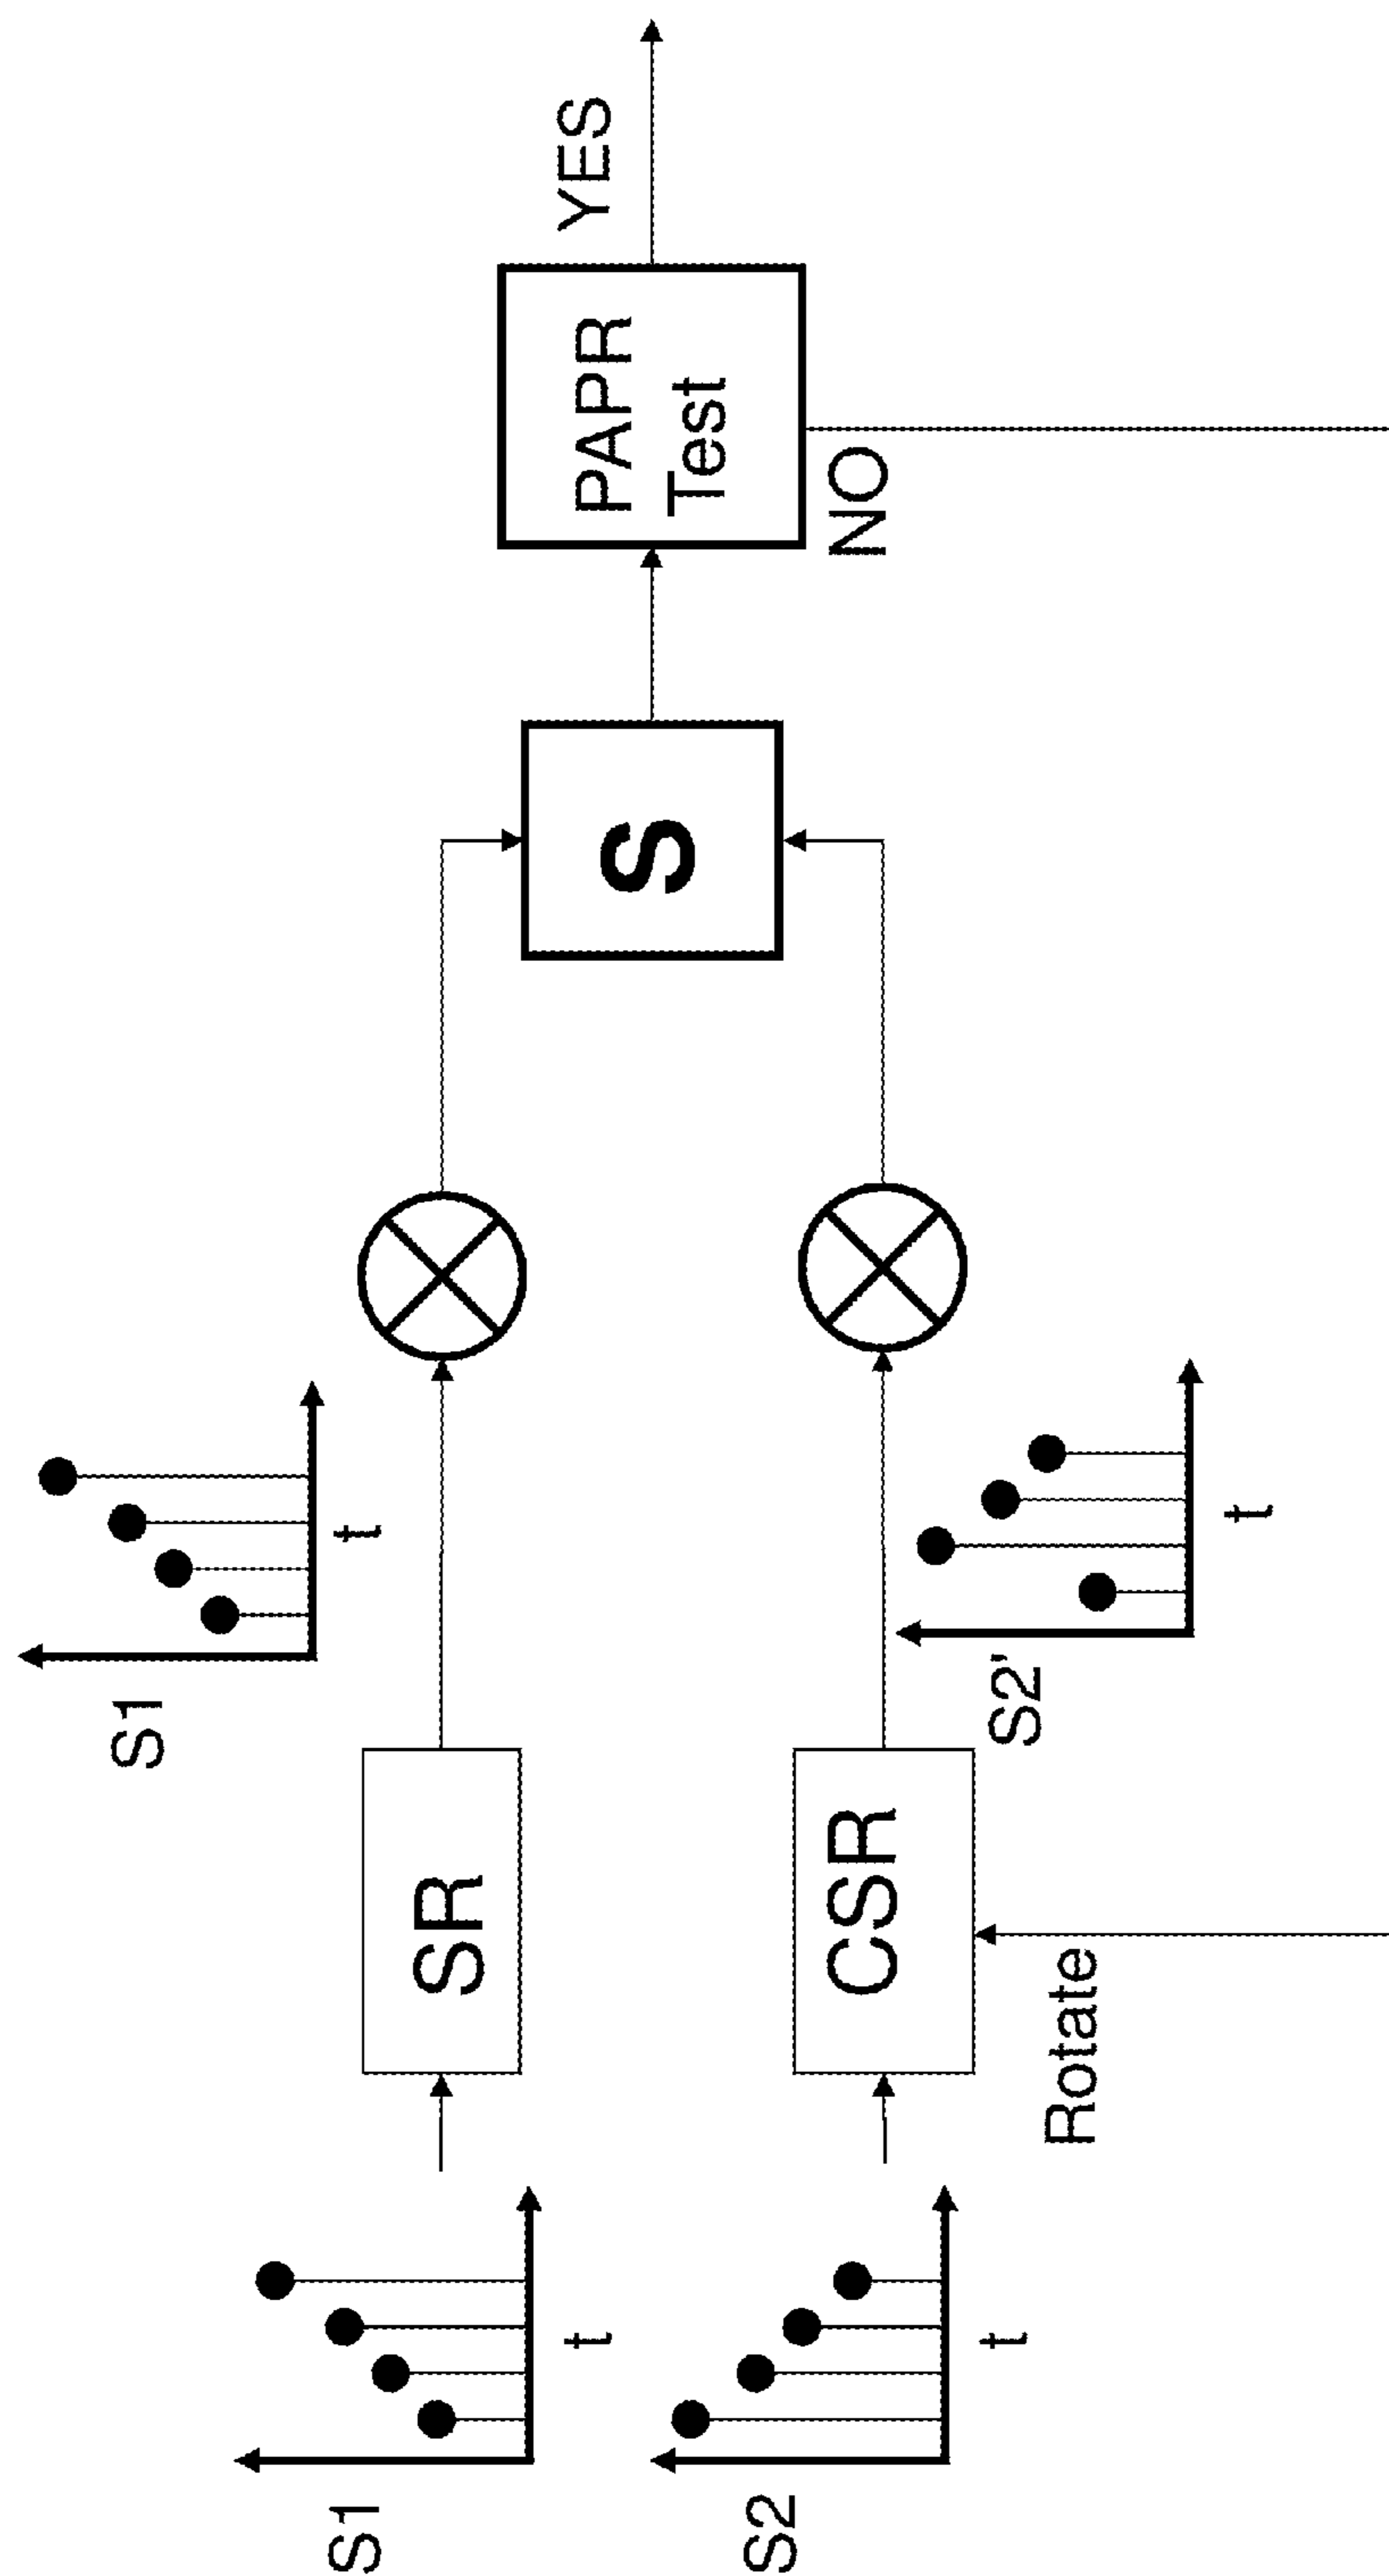 S1
t
SR
S1
t
S2
t
CSR
Rotate
S2'
t
S
PAPR
Test
YES
NO